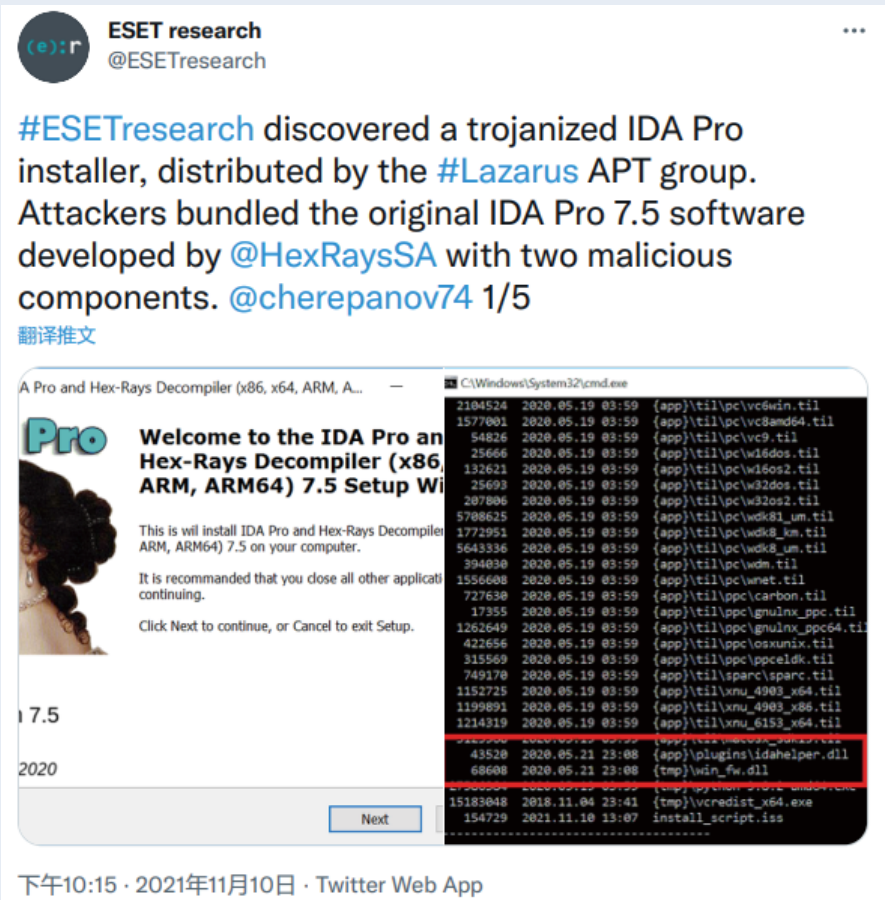 (e):r
ESET research
@ESETresearch
#ESETresearch discovered a trojanized IDA Pro
installer, distributed by the #Lazarus APT group.
Attackers bundled the original IDA Pro 7.5 software
developed by @HexRaysSA with two malicious
components. @cherepanov74 1/5
翻译推文
A Pro and Hex-Rays Decompiler (x86, x64, ARM, A...
Pro
Welcome to the IDA Pro an
Hex-Rays Decompiler (x86,
ARM, ARM64) 7.5 Setup Wi
This is wil install IDA Pro and Hex-Rays Decompiler
ARM, ARM64) 7.5 on your computer.
It is recommanded that you close all other applicati
continuing.
Click Next to continue, or Cancel to exit Setup.
7.5
2020
Next
C:\Windows\System32\cmd.exe
2104524 2020.05.19 03:59 {app}\til\pc\vc6win.til
1577001 2020.05.19 03:59 {app}\til\pc\vc8amd64.til
54826 2020.05.19 03:59 {app}\til\pc\vc9.til
25666 2020.05.19 03:59 {app}\til\pc\w16dos.til
132621 2020.05.19 03:59 {app}\til\pc\w16os2.til
25693 2020.05.19 03:59 {app}\til\pc\w32dos.til
207806 2020.05.19 03:59 {app}\til\pc\w32os2.til
5708625 2020.05.19 03:59 {app}\til\pc\wdk81_um.til
1772951 2020.05.19 03:59 {app}\til\pc\wdk8_km.til
5643336 2020.05.19 03:59 {app}\til\pc\wdk8_um.til
394030 2020.05.19 03:59 {app}\til\pc\wdm.til
1556608 2020.05.19 03:59 {app}\til\pc\wnet.til
727630 2020.05.19 03:59 {app}\til\ppc\carbon.til
17355 2020.05.19 03:59 {app}\til\ppc\gnulnx_ppc.til
1262649 2020.05.19 03:59 {app}\til\ppc\gnulnx_ppc64.til
422656 2020.05.19 03:59 {app}\til\ppc\osxunix.til
315569 2020.05.19 03:59 {app}\til\ppc\ppceldk.til
749170 2020.05.19 03:59 {app}\til\sparc\sparc.til
1152725 2020.05.19 03:59 {app}\til\xnu_4903_x64.til
1199891 2020.05.19 03:59 {app}\til\xnu_4903_x86.til
1214319 2020.05.19 03:59 {app}\til\xnu_6153_x64.til
43520 2020.05.21 23:08 {app}\plugins\idahelper.dll
68608 2020.05.21 23:08 {tmp}\win_fw.dll
15183048 2018.11.04 23:41 {tmp}\vcredist_x64.exe
154729 2021.11.10 13:07 install_script.iss
下午10:15 · 2021年11月10日 · Twitter Web App